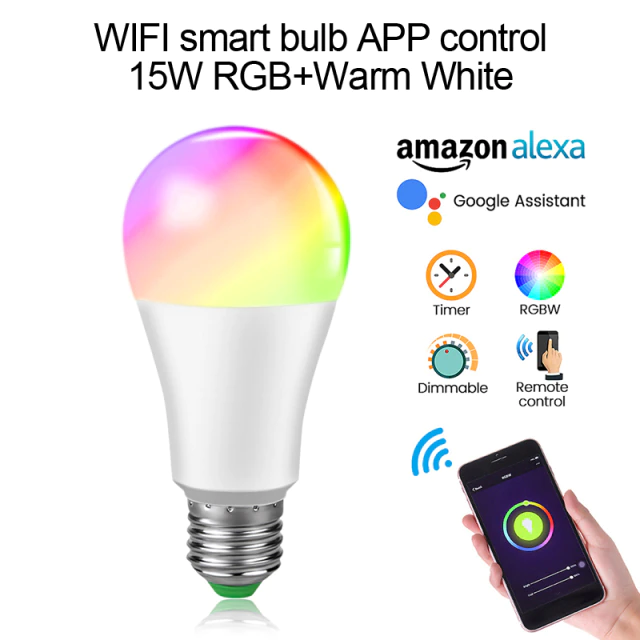 WIFI smart bulb APP control
15W RGB+Warm White
amazon alexa
Google Assistant
Timer
RGBW
Dimmable
Remote
control